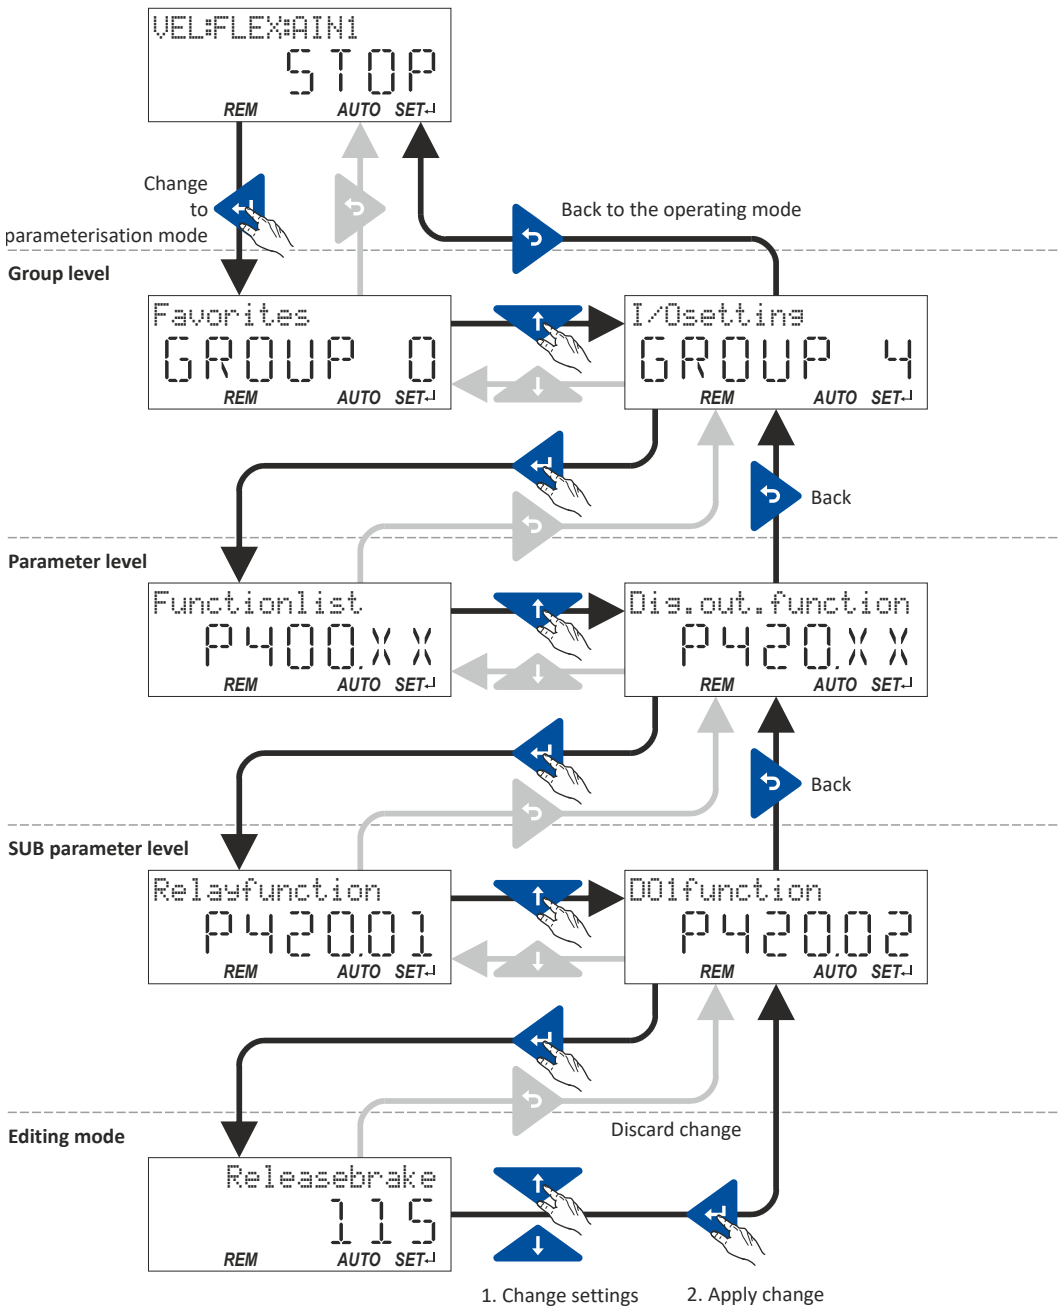 VEL:FLEX:AIN1
STOP
REM AUTO SET
Change
to
parameterisation mode
Back to the operating mode
Group level
Favorites
GROUP 0
REM AUTO SET
I/Osetting
GROUP 4
REM AUTO SET
Back
Parameter level
Functionlist
P400.XX
REM AUTO SET
Dig.out.function
P420.XX
REM AUTO SET
Back
SUB parameter level
Relayfunction
P420.01
REM AUTO SET
DO1function
P420.02
REM AUTO SET
Discard change
Editing mode
Releasebrake
115
REM AUTO SET
1. Change settings
2. Apply change